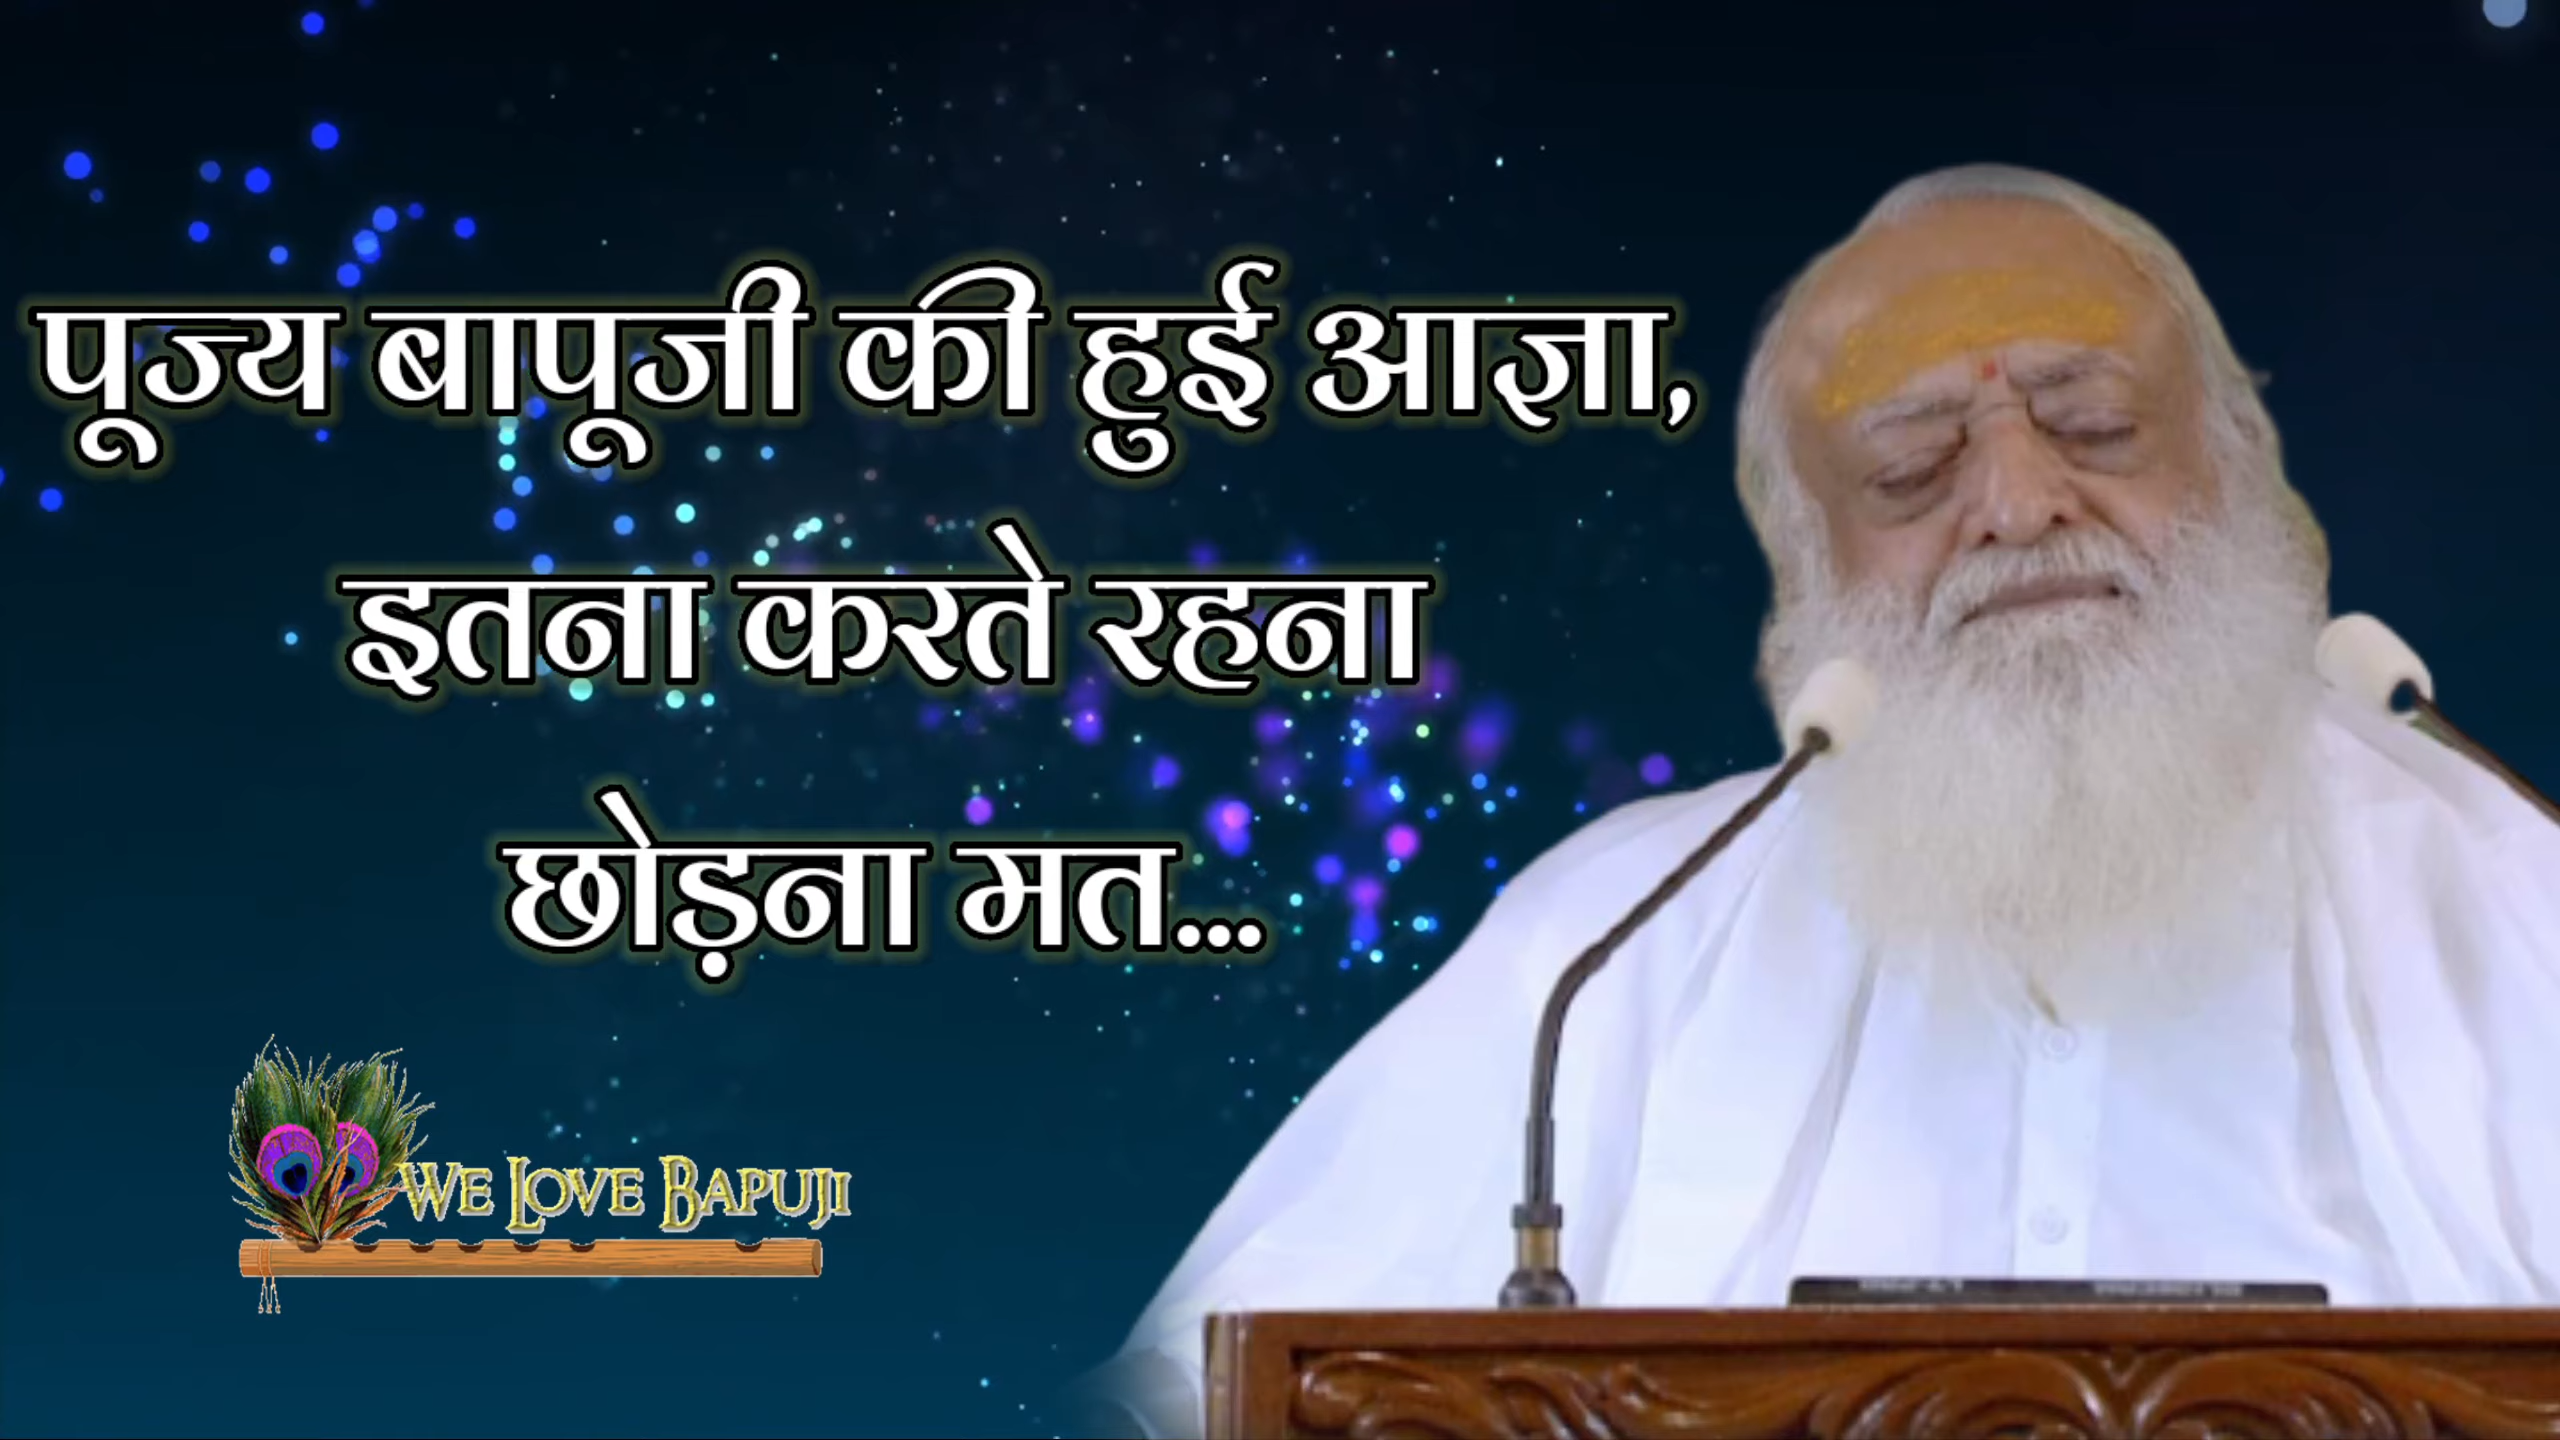 पूज्य बापूजी की हुई आज्ञा,
इतना करते रहना
छोड़ना मत...
WE LOVE BAPUJI